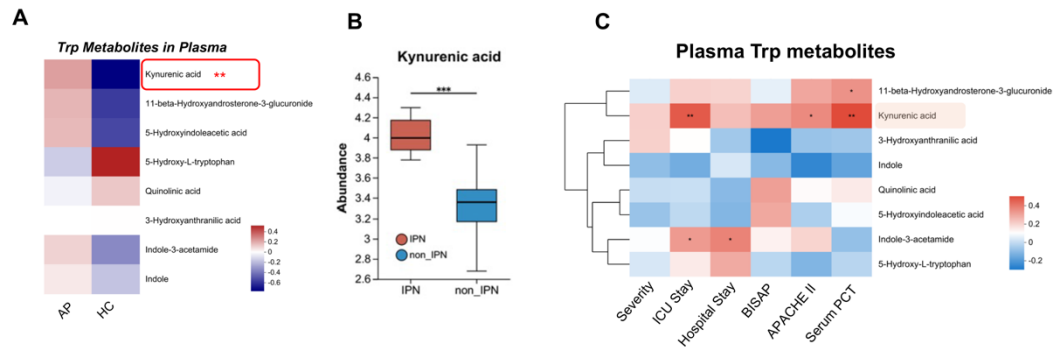 A
Trp Metabolites in Plasma
Kynurenic acid **
11-beta-Hydroxyandrosterone-3-glucuronide
5-Hydroxyindoleacetic acid
5-Hydroxy-L-tryptophan
Quinolinic acid
3-Hydroxyanthranilic acid
Indole-3-acetamide
Indole
0.4
0.2
0
-0.2
-0.4
-0.6
AP HC
B
Kynurenic acid
***
Abundance
4.6
4.4
4.2
4
3.8
3.6
3.4
3.2
3
2.8
2.6
IPN
non_IPN
IPN non_IPN
C
Plasma Trp metabolites
* 11-beta-Hydroxyandrosterone-3-glucuronide
** * ** Kynurenic acid
3-Hydroxyanthranilic acid
Indole
Quinolinic acid
5-Hydroxyindoleacetic acid
* * Indole-3-acetamide
5-Hydroxy-L-tryptophan
0.4
0.2
0
-0.2
Severity
ICU Stay
Hospital Stay
BISAP
APACHE II
Serum PCT